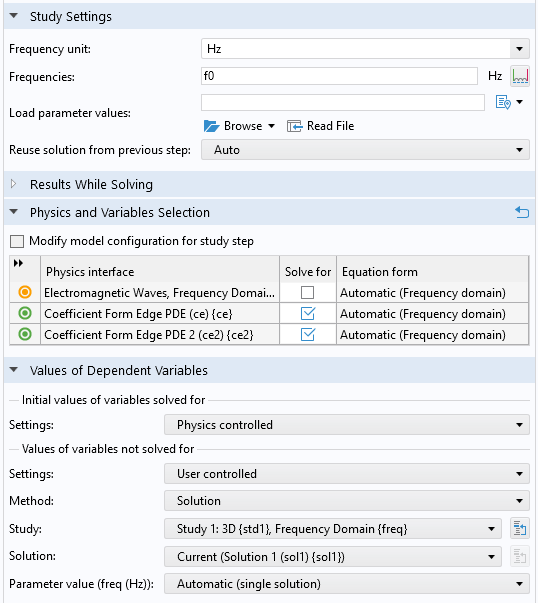 Study Settings
Frequency unit: Hz
Frequencies: f0 Hz
Load parameter values:
Browse Read File
Reuse solution from previous step: Auto
Results While Solving
Physics and Variables Selection
Modify model configuration for study step
Physics interface Solve for Equation form
Electromagnetic Waves, Frequency Domai... Automatic (Frequency domain)
Coefficient Form Edge PDE (ce) {ce} Automatic (Frequency domain)
Coefficient Form Edge PDE 2 (ce2) {ce2} Automatic (Frequency domain)
Values of Dependent Variables
Initial values of variables solved for
Settings: Physics controlled
Values of variables not solved for
Settings: User controlled
Method: Solution
Study: Study 1: 3D {std1}, Frequency Domain {freq}
Solution: Current (Solution 1 (sol1) {sol1})
Parameter value (freq (Hz)): Automatic (single solution)